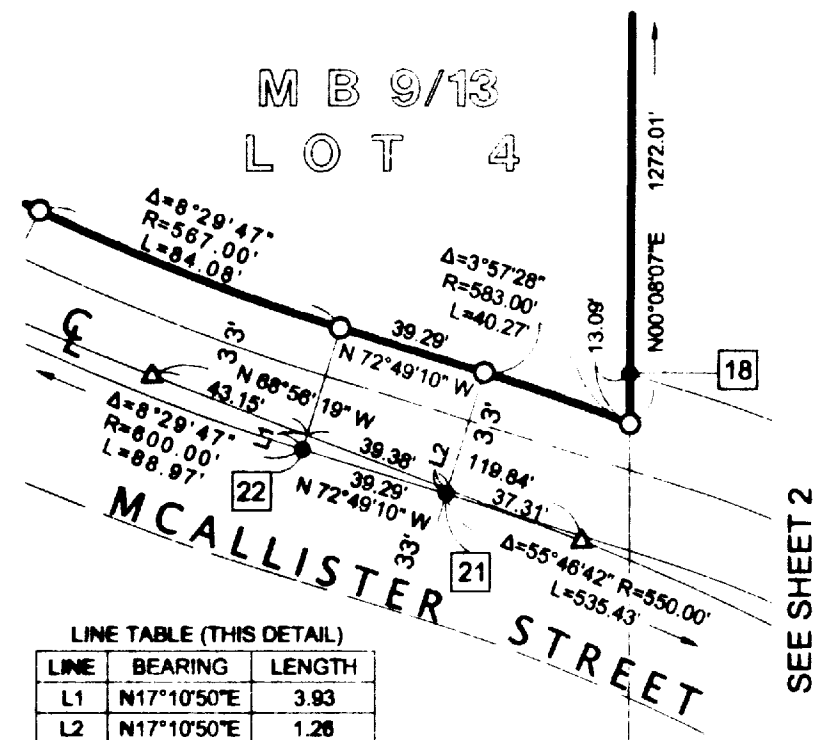 M B 9/13
LOT 4
Δ=8°29'47"
R=567.00'
L=84.08'
Δ=3°57'28"
R=583.00'
L=40.27'
39.29'
N 72°49'10" W
13.09'
N00°08'07"E 1272.01'
18
CL
33'
N 68°56'19" W
43.15'
Δ=8°29'47"
R=600.00'
L=88.97'
L1
22
39.38'
39.29'
N 72°49'10" W
L2
33'
119.84'
37.31'
33'
21
Δ=55°46'42" R=550.00'
L=535.43'
MCALLISTER STREET
SEE SHEET 2
LINE TABLE (THIS DETAIL)
LINE BEARING LENGTH
L1 N17°10'50"E 3.93
L2 N17°10'50"E 1.26